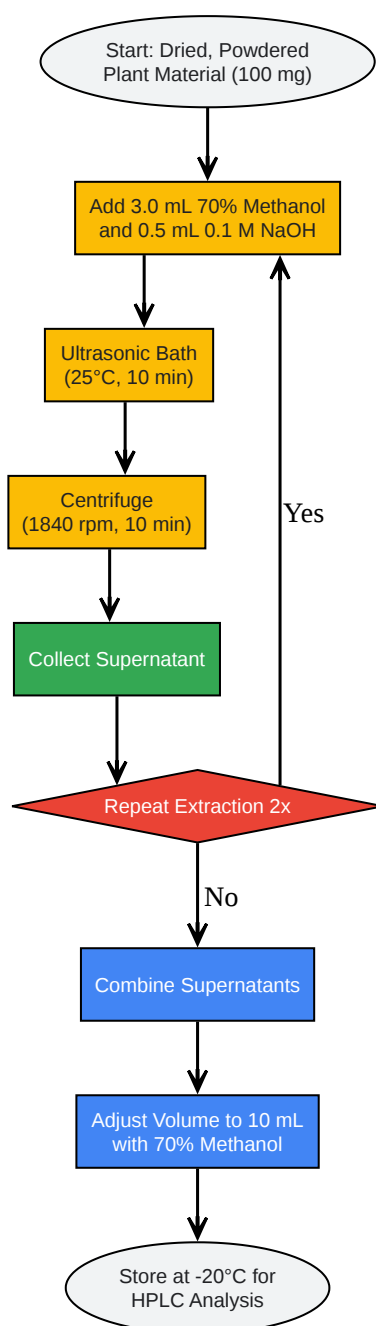 Start: Dried, Powdered
Plant Material (100 mg)
Add 3.0 mL 70% Methanol
and 0.5 mL 0.1 M NaOH
Ultrasonic Bath
(25°C, 10 min)
Centrifuge
(1840 rpm, 10 min)
Yes
Collect Supernatant
Repeat Extraction 2x
No
Combine Supernatants
Adjust Volume to 10 mL
with 70% Methanol
Store at -20°C for
HPLC Analysis